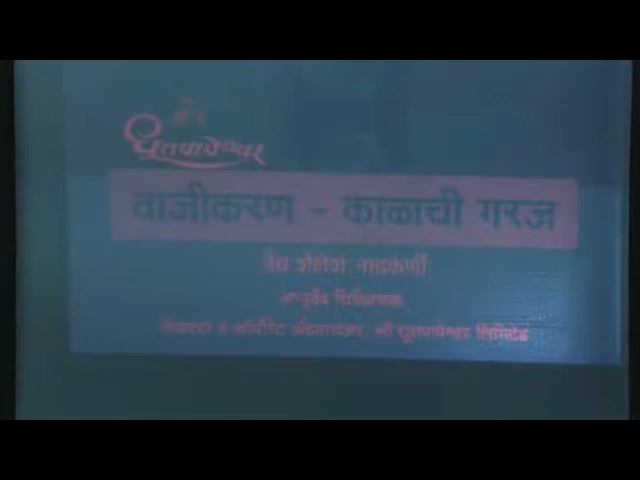 धूतपापेश्वर
वाजीकरण - काळाची गरज
वैद्य शैलेश नाडकर्णी
आयुर्वेद चिकित्सक
श्री धूतपापेश्वर लिमिटेड